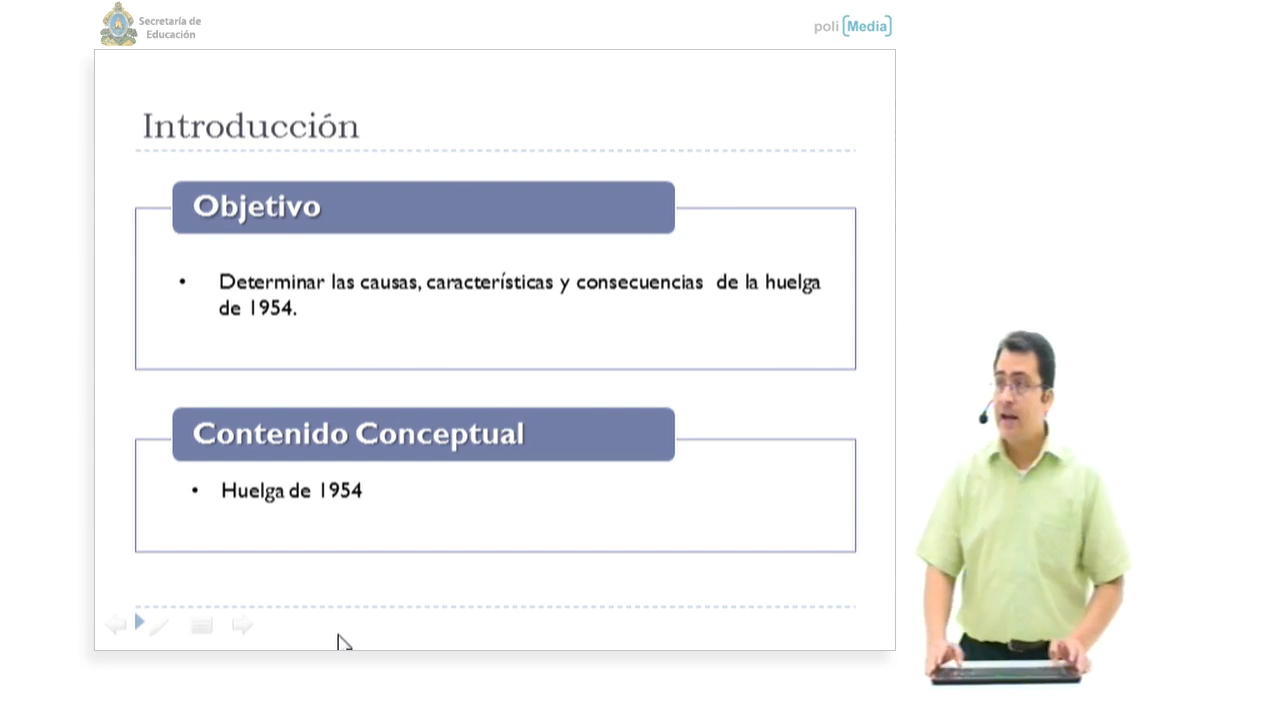 Secretaría de
Educación
poli [Media]
Introducción
Objetivo
• Determinar las causas, características y consecuencias de la huelga
de 1954.
Contenido Conceptual
• Huelga de 1954